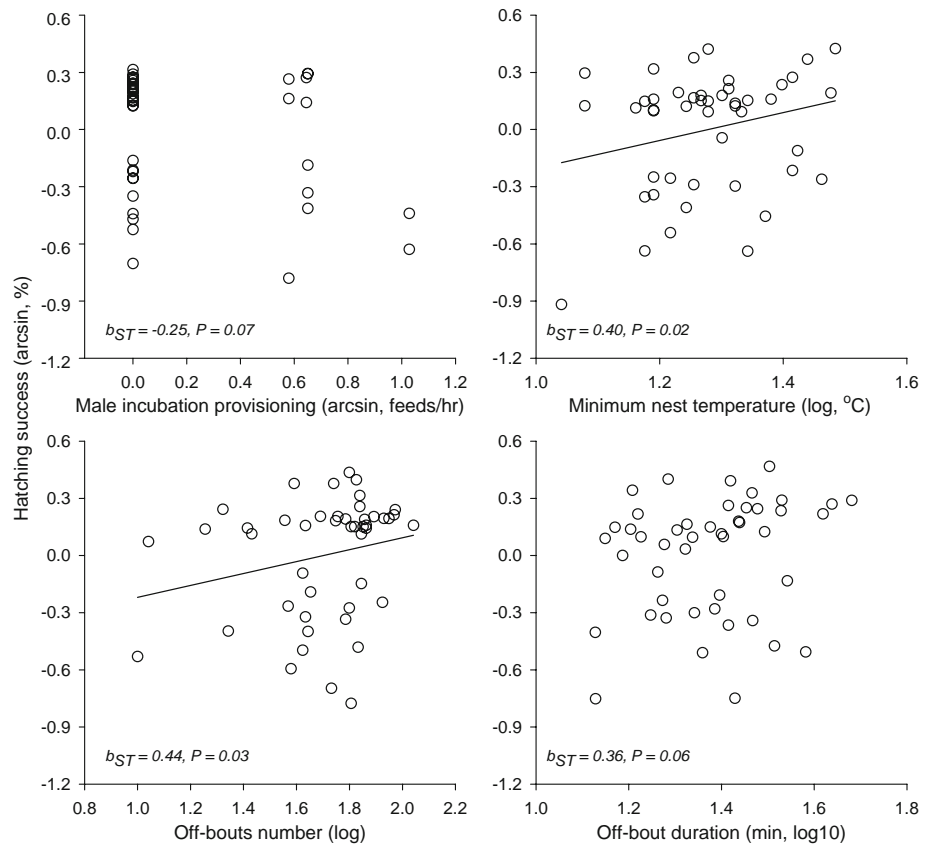 Hatching success (arcsin, %)
0.6
0.3
0.0
-0.3
-0.6
-0.9
-1.2
b_ST = -0.25, P = 0.07
0.0 0.2 0.4 0.6 0.8 1.0 1.2
Male incubation provisioning (arcsin, feeds/hr)
0.6
0.3
0.0
-0.3
-0.6
-0.9
-1.2
b_ST = 0.40, P = 0.02
1.0 1.2 1.4 1.6
Minimum nest temperature (log, °C)
0.6
0.3
0.0
-0.3
-0.6
-0.9
-1.2
b_ST = 0.44, P = 0.03
0.8 1.0 1.2 1.4 1.6 1.8 2.0 2.2
Off-bouts number (log)
0.6
0.3
0.0
-0.3
-0.6
-0.9
-1.2
b_ST = 0.36, P = 0.06
1.0 1.2 1.4 1.6 1.8
Off-bout duration (min, log10)